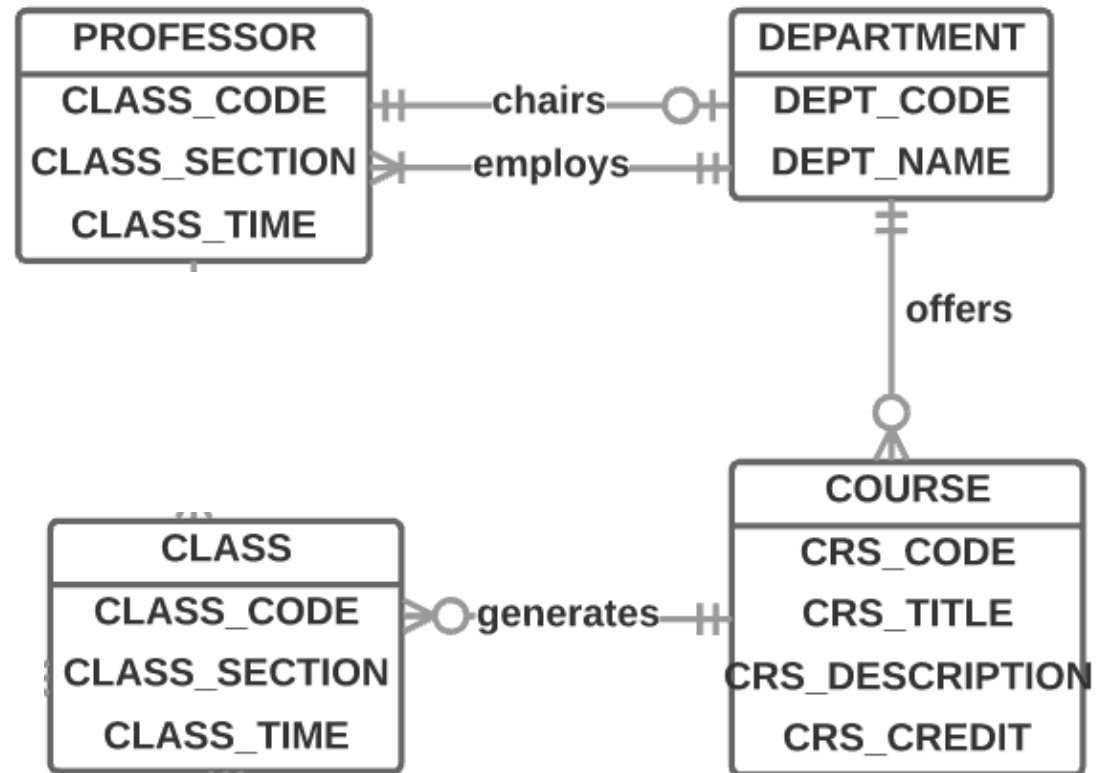 PROFESSOR
CLASS_CODE
CLASS_SECTION
CLASS_TIME
chairs
employs
DEPARTMENT
DEPT_CODE
DEPT_NAME
offers
CLASS
CLASS_CODE
CLASS_SECTION
CLASS_TIME
generates
COURSE
CRS_CODE
CRS_TITLE
CRS_DESCRIPTION
CRS_CREDIT